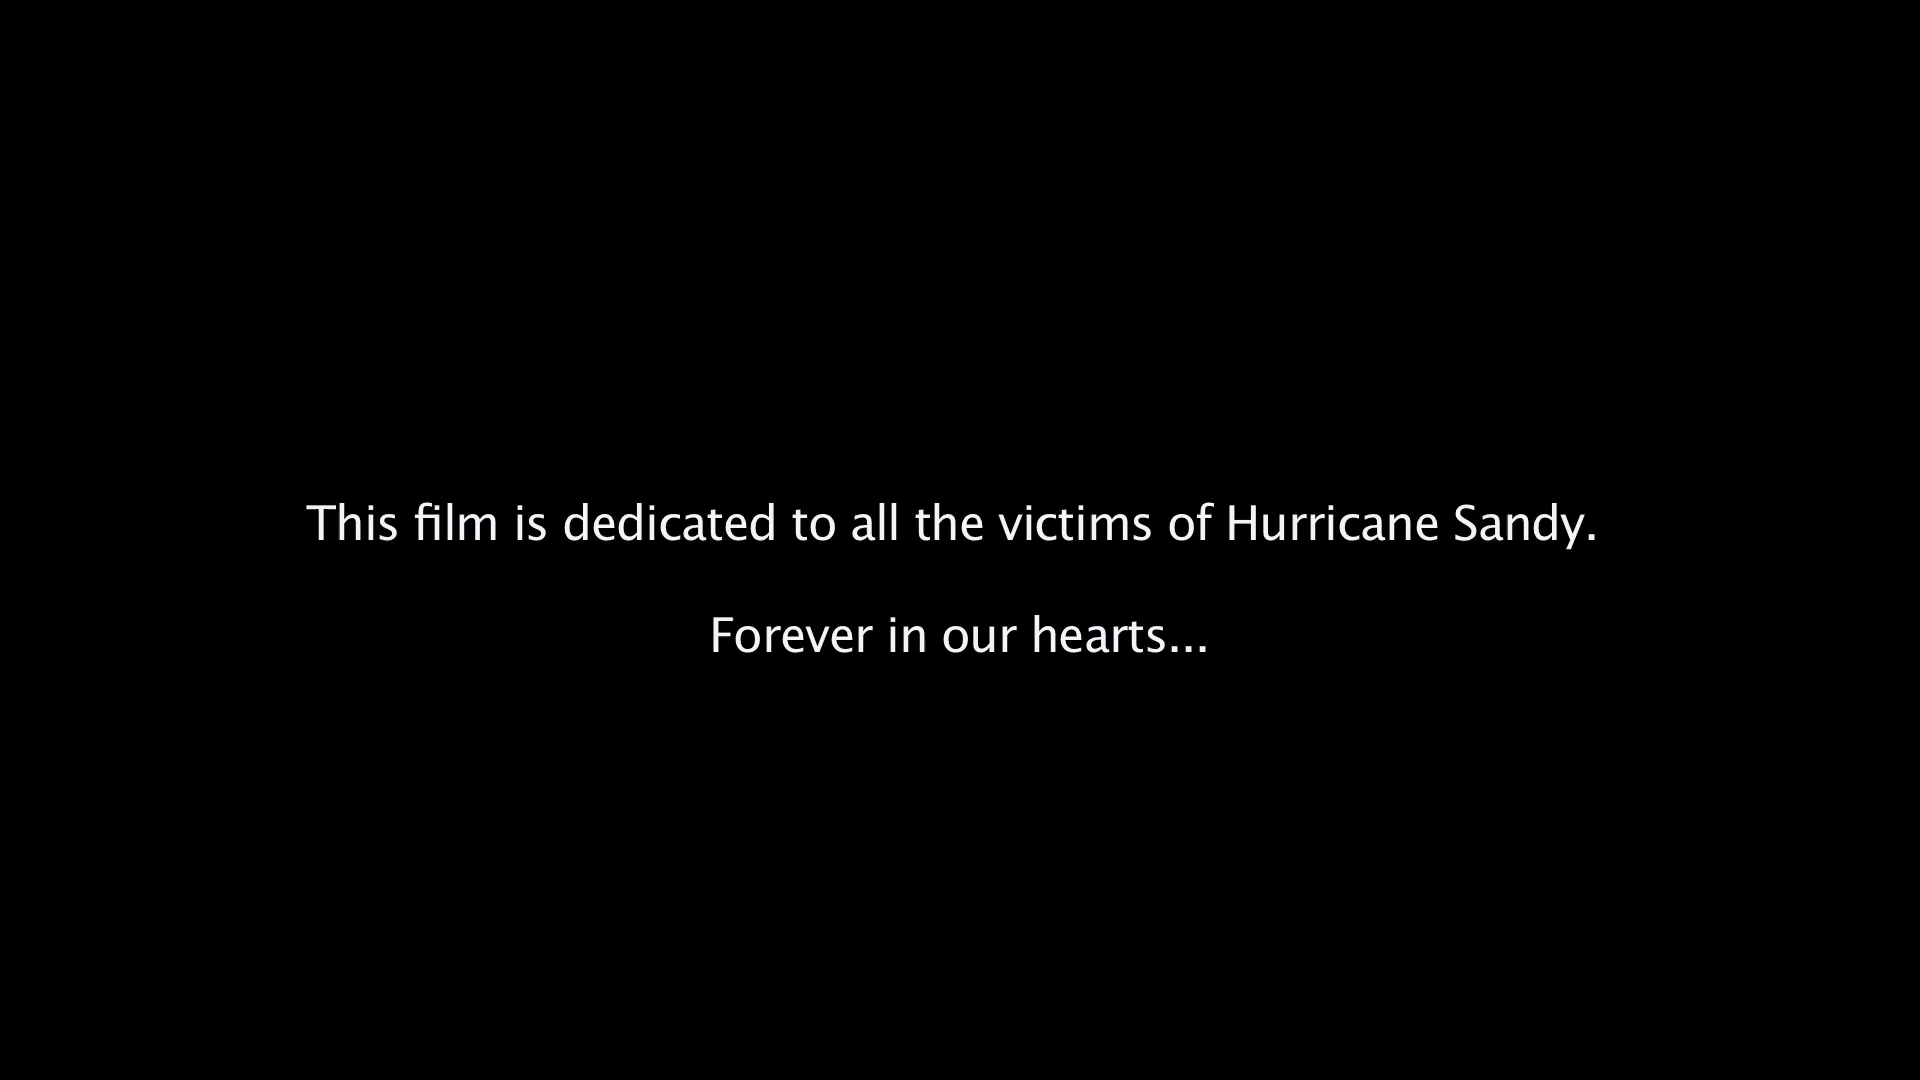 This film is dedicated to all the victims of Hurricane Sandy.
Forever in our hearts...